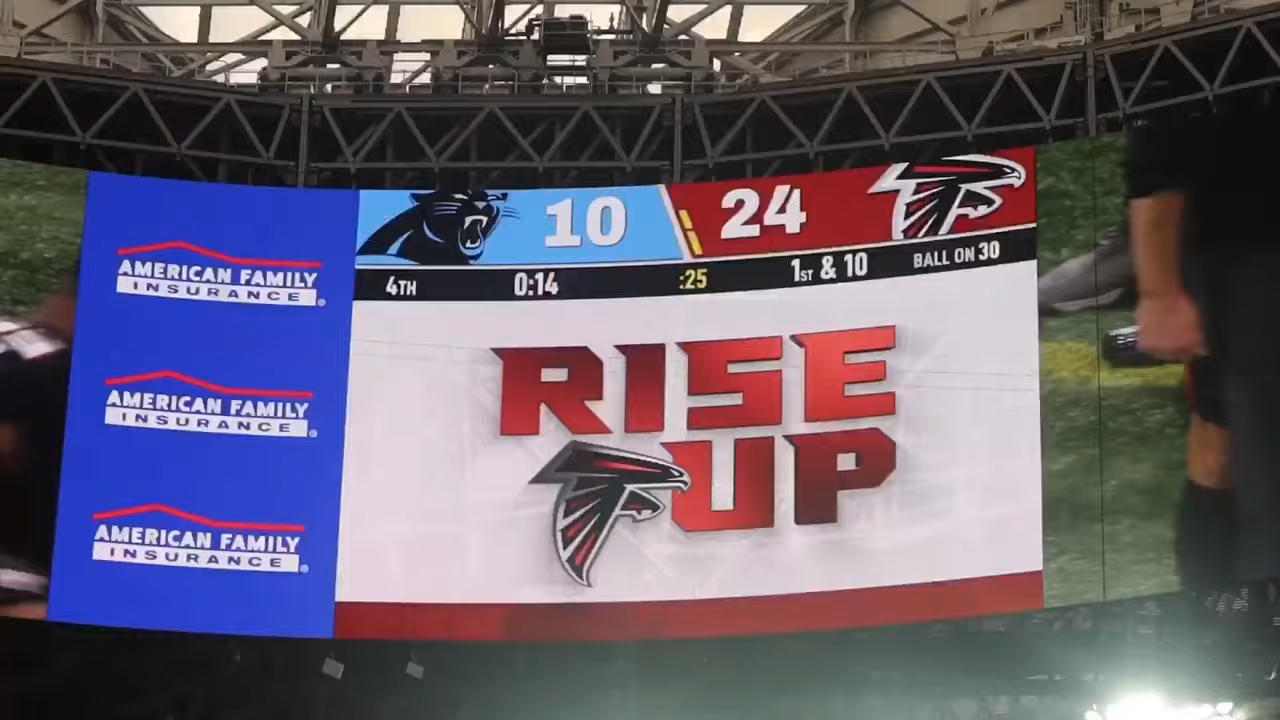 10 24
4TH 0:14 :25 1ST & 10 BALL ON 30
AMERICAN FAMILY
INSURANCE®
AMERICAN FAMILY
INSURANCE®
AMERICAN FAMILY
INSURANCE®
RISE
UP